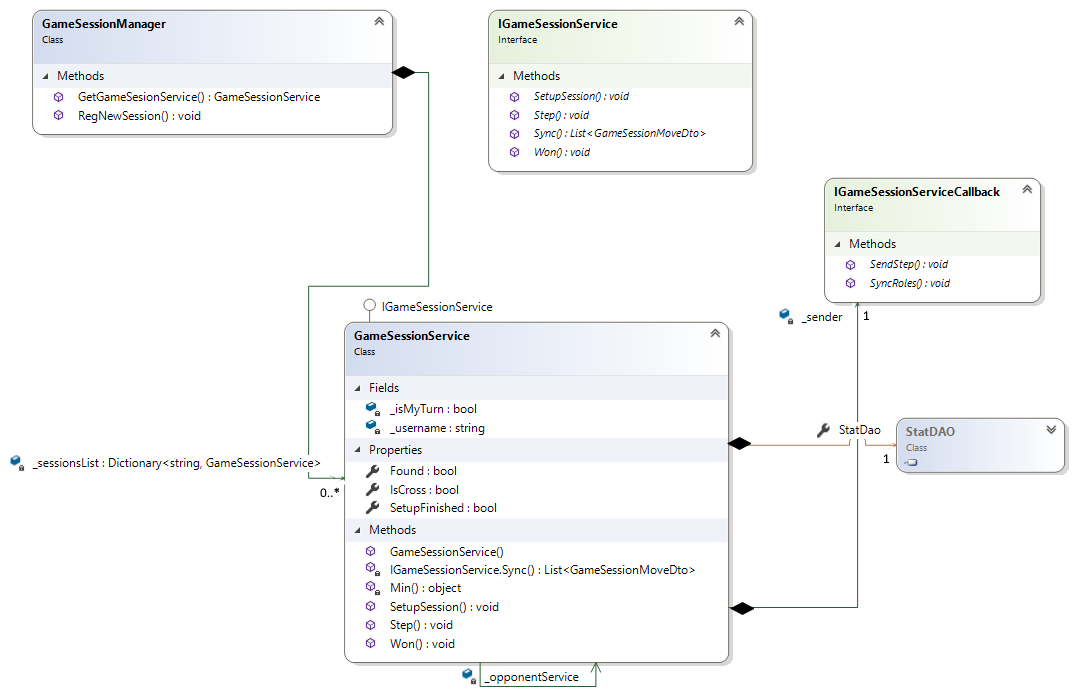 GameSessionManager
Class
Methods
GetGameSesionService() : GameSessionService
RegNewSession() : void
IGameSessionService
Interface
Methods
SetupSession() : void
Step() : void
Sync() : List<GameSessionMoveDto>
Won() : void
IGameSessionServiceCallback
Interface
Methods
SendStep() : void
SyncRoles() : void
_sender
1
IGameSessionService
GameSessionService
Class
Fields
_isMyTurn : bool
_username : string
Properties
Found : bool
IsCross : bool
SetupFinished : bool
Methods
GameSessionService()
IGameSessionService.Sync() : List<GameSessionMoveDto>
Min() : object
SetupSession() : void
Step() : void
Won() : void
_sessionsList : Dictionary<string, GameSessionService>
0..*
StatDao
1
StatDAO
Class
_opponentService